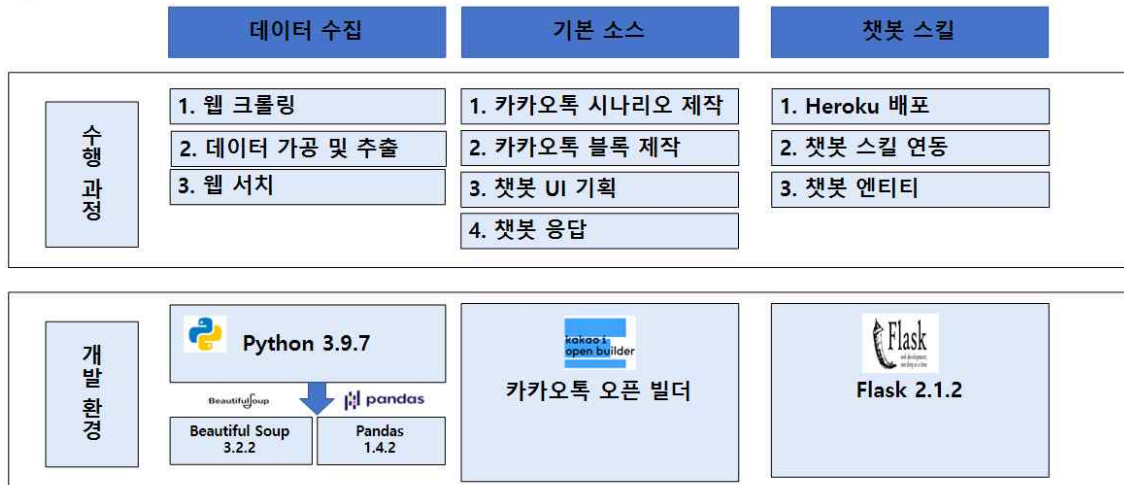 데이터 수집
기본 소스
챗봇 스킬
수행 과정
1. 웹 크롤링
2. 데이터 가공 및 추출
3. 웹 서치
1. 카카오톡 시나리오 제작
2. 카카오톡 블록 제작
3. 챗봇 UI 기획
4. 챗봇 응답
1. Heroku 배포
2. 챗봇 스킬 연동
3. 챗봇 엔티티
개발 환경
Python 3.9.7
BeautifulSoup
pandas
Beautiful Soup
3.2.2
Pandas
1.4.2
kakao i
open builder
카카오톡 오픈 빌더
Flask
web development,
one drop at a time
Flask 2.1.2